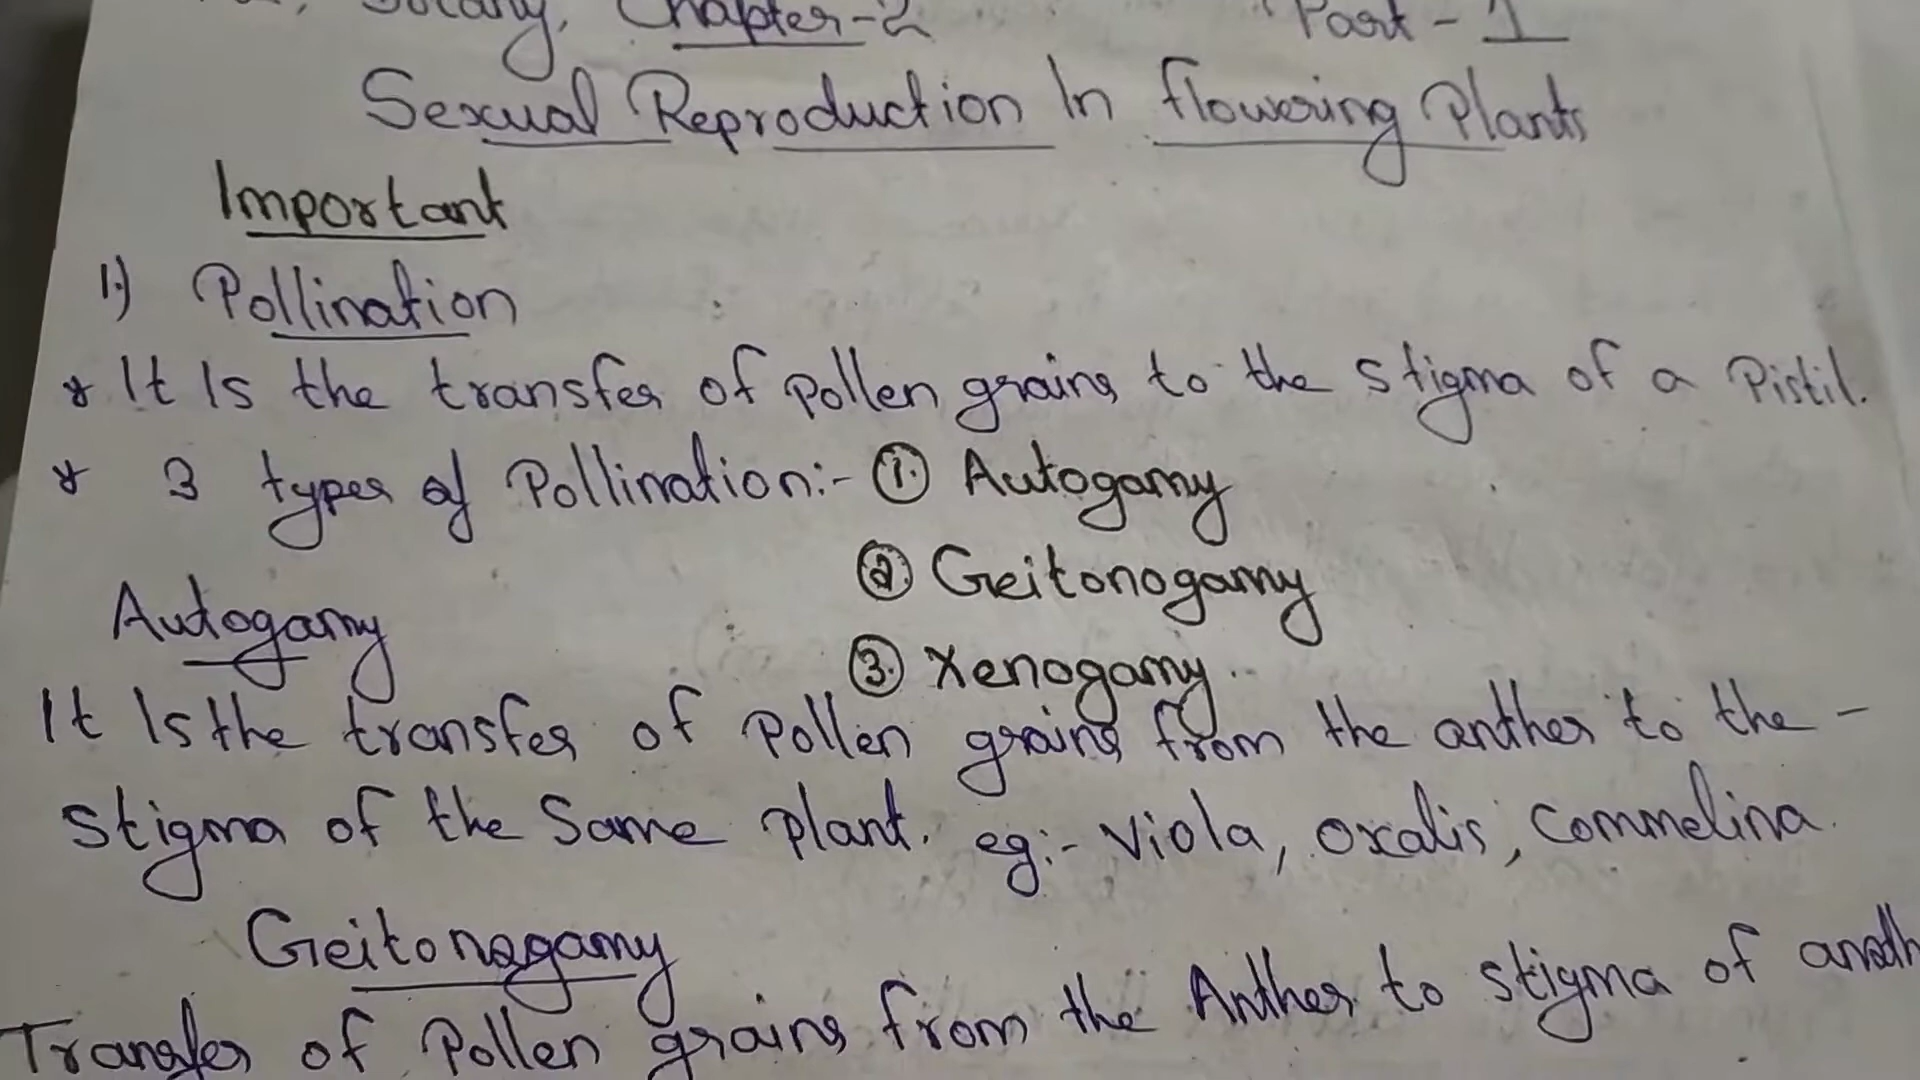 Botany, Chapter-2 Part - 1
Sexual Reproduction In flowering Plants
Important
1.) Pollination
* It Is the transfer of Pollen grains to the stigma of a Pistil.
* 3 types of Pollination:- ① Autogamy
② Geitonogamy
Autogamy
③ Xenogamy
It Is the transfer of Pollen grains from the anther to the -
Stigma of the Same Plant. eg:- Viola, oxalis, Commelina.
Geitonogamy
Transfer of Pollen grains from the Anther to stigma of